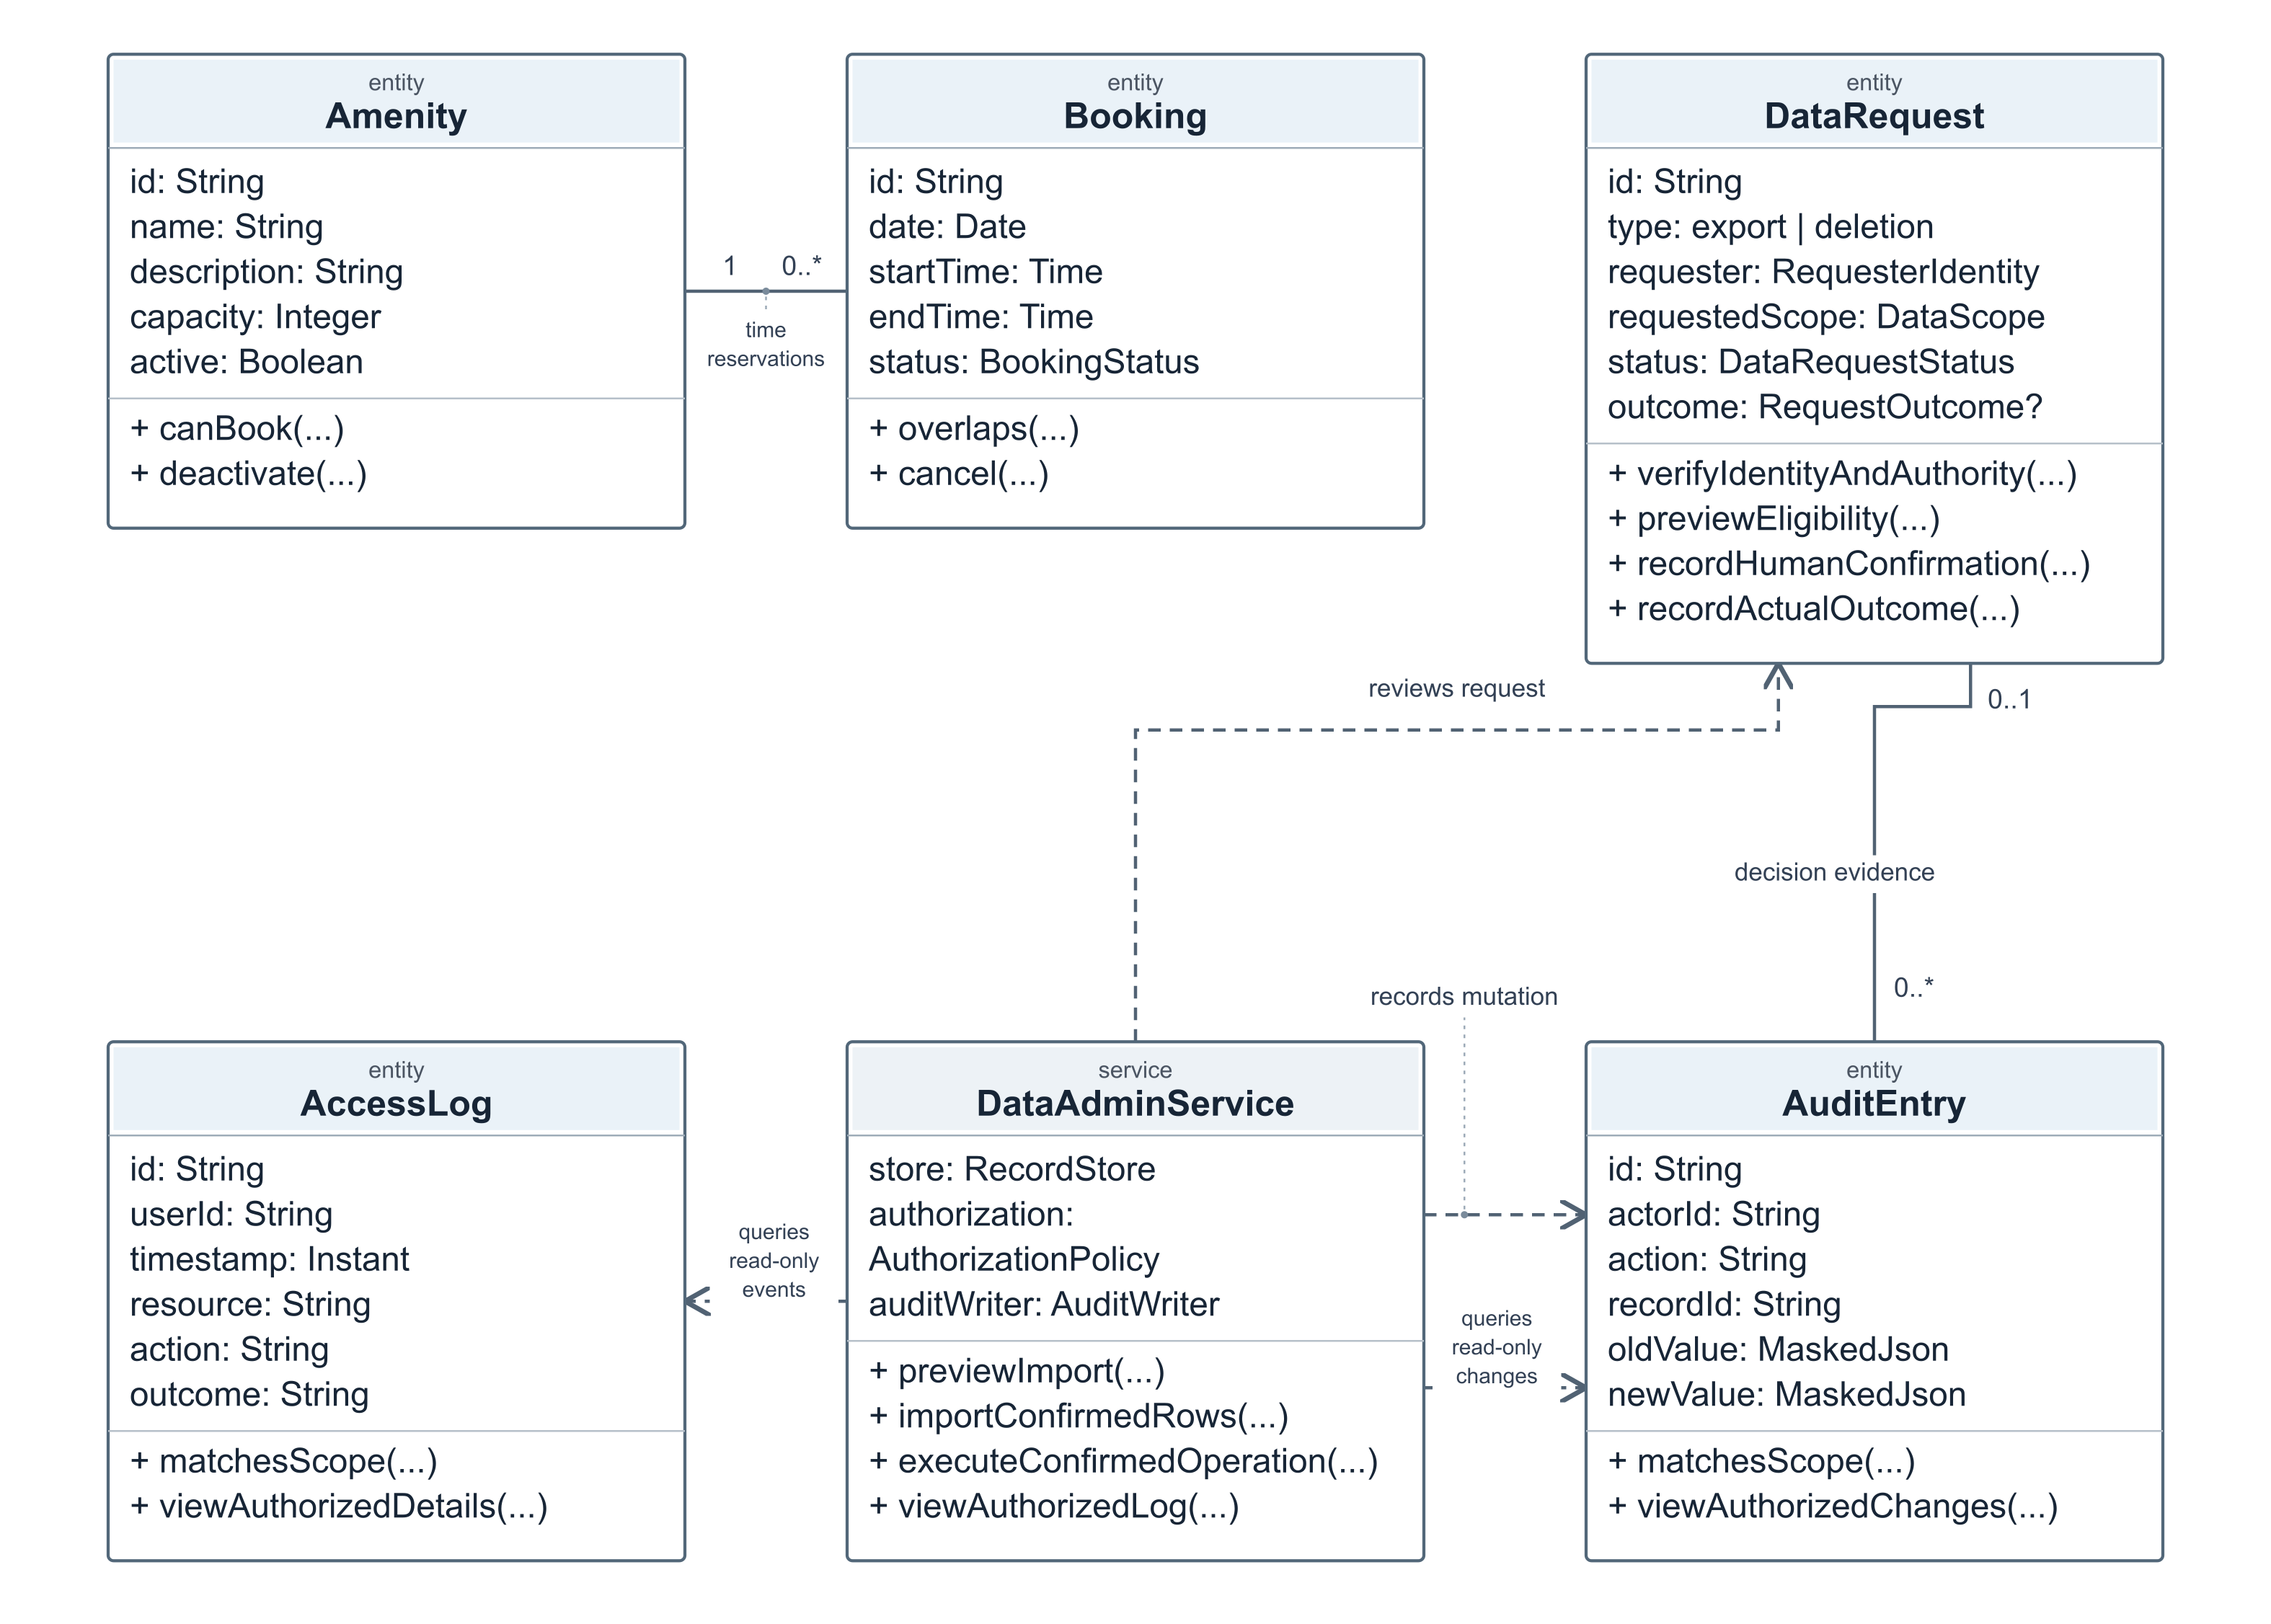 entity
Amenity
id: String
name: String
description: String
capacity: Integer
active: Boolean
+ canBook(...)
+ deactivate(...)
1
0..*
time
reservations
entity
Booking
id: String
date: Date
startTime: Time
endTime: Time
status: BookingStatus
+ overlaps(...)
+ cancel(...)
entity
DataRequest
id: String
type: export | deletion
requester: RequesterIdentity
requestedScope: DataScope
status: DataRequestStatus
outcome: RequestOutcome?
+ verifyIdentityAndAuthority(...)
+ previewEligibility(...)
+ recordHumanConfirmation(...)
+ recordActualOutcome(...)
reviews request
0..1
decision evidence
0..*
records mutation
entity
AccessLog
id: String
userId: String
timestamp: Instant
resource: String
action: String
outcome: String
+ matchesScope(...)
+ viewAuthorizedDetails(...)
queries
read-only
events
service
DataAdminService
store: RecordStore
authorization:
AuthorizationPolicy
auditWriter: AuditWriter
+ previewImport(...)
+ importConfirmedRows(...)
+ executeConfirmedOperation(...)
+ viewAuthorizedLog(...)
queries
read-only
changes
entity
AuditEntry
id: String
actorId: String
action: String
recordId: String
oldValue: MaskedJson
newValue: MaskedJson
+ matchesScope(...)
+ viewAuthorizedChanges(...)